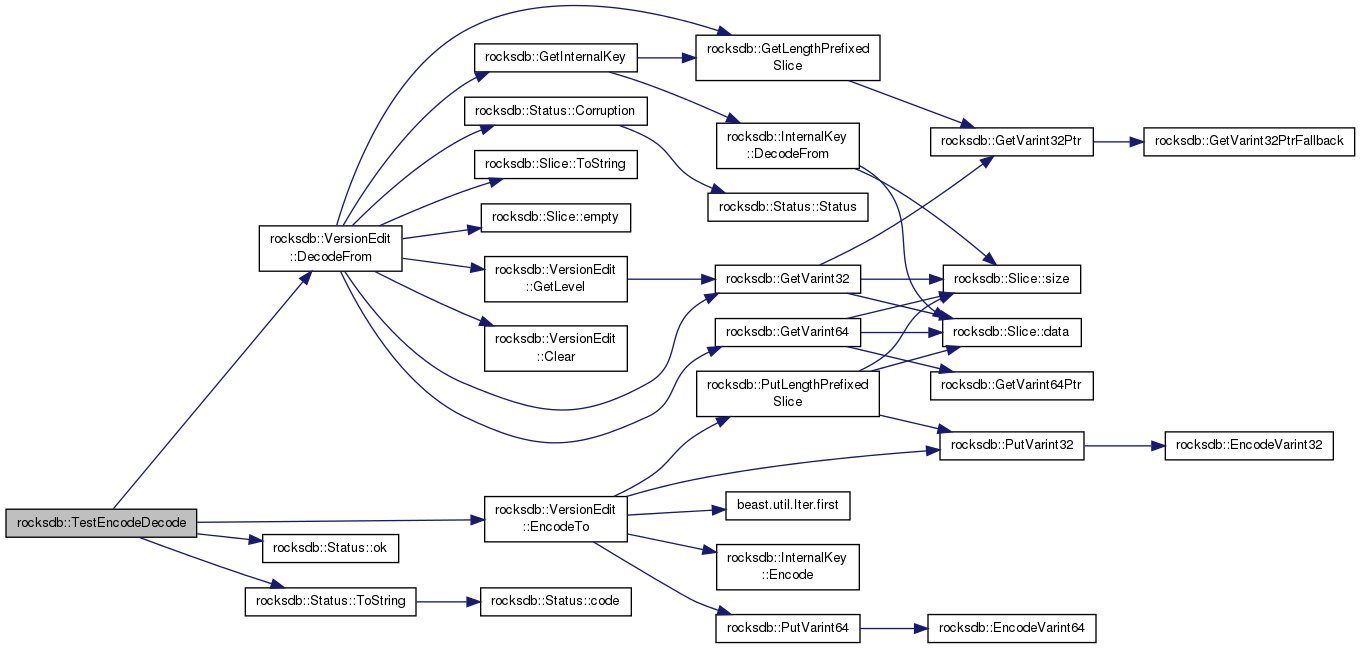 rocksdb::TestEncodeDecode
rocksdb::VersionEdit
::DecodeFrom
rocksdb::VersionEdit
::EncodeTo
rocksdb::Status::ok
rocksdb::Status::ToString
rocksdb::GetInternalKey
rocksdb::Status::Corruption
rocksdb::Slice::ToString
rocksdb::Slice::empty
rocksdb::VersionEdit
::GetLevel
rocksdb::VersionEdit
::Clear
rocksdb::Status::code
rocksdb::GetLengthPrefixed
Slice
rocksdb::InternalKey
::DecodeFrom
rocksdb::Status::Status
rocksdb::GetVarint32
rocksdb::GetVarint64
rocksdb::PutLengthPrefixed
Slice
beast.util.Iter.first
rocksdb::InternalKey
::Encode
rocksdb::PutVarint64
rocksdb::GetVarint32Ptr
rocksdb::Slice::size
rocksdb::Slice::data
rocksdb::GetVarint64Ptr
rocksdb::PutVarint32
rocksdb::EncodeVarint64
rocksdb::GetVarint32PtrFallback
rocksdb::EncodeVarint32